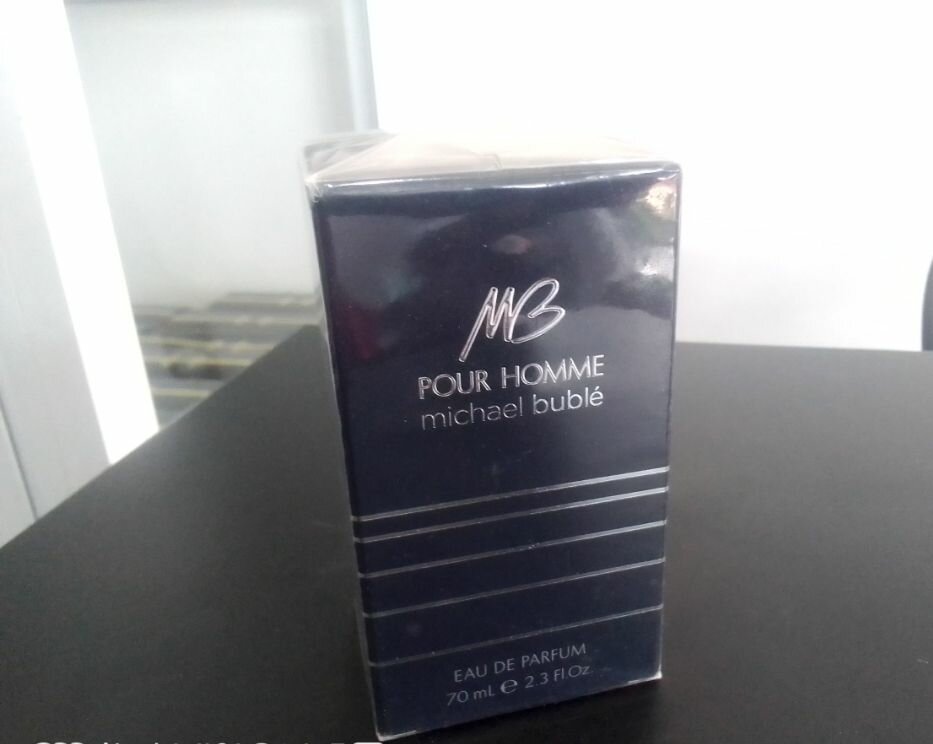 MB
POUR HOMME
michael bublé
EAU DE PARFUM
70 mL e 2.3 Fl.Oz.